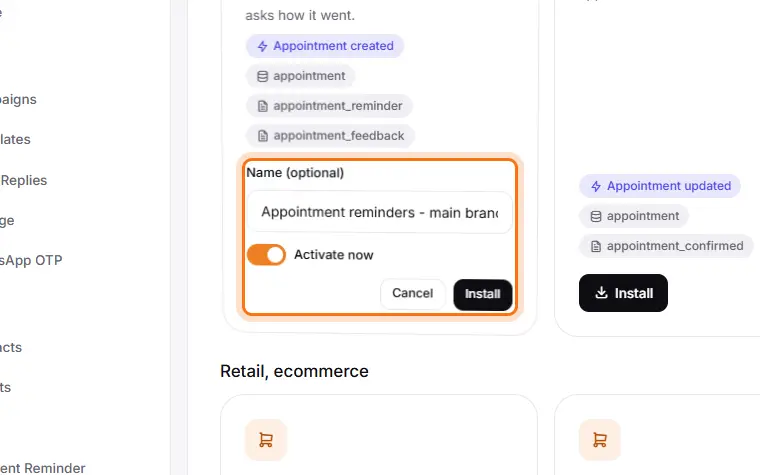 asks how it went.
Appointment created
appointment
appointment_reminder
appointment_feedback
Name (optional)
Appointment reminders - main branc
Activate now
Cancel
Install
Appointment updated
appointment
appointment_confirmed
Install
Retail, ecommerce
paigns
lates
Replies
ge
sApp OTP
acts
ts
ent Reminder